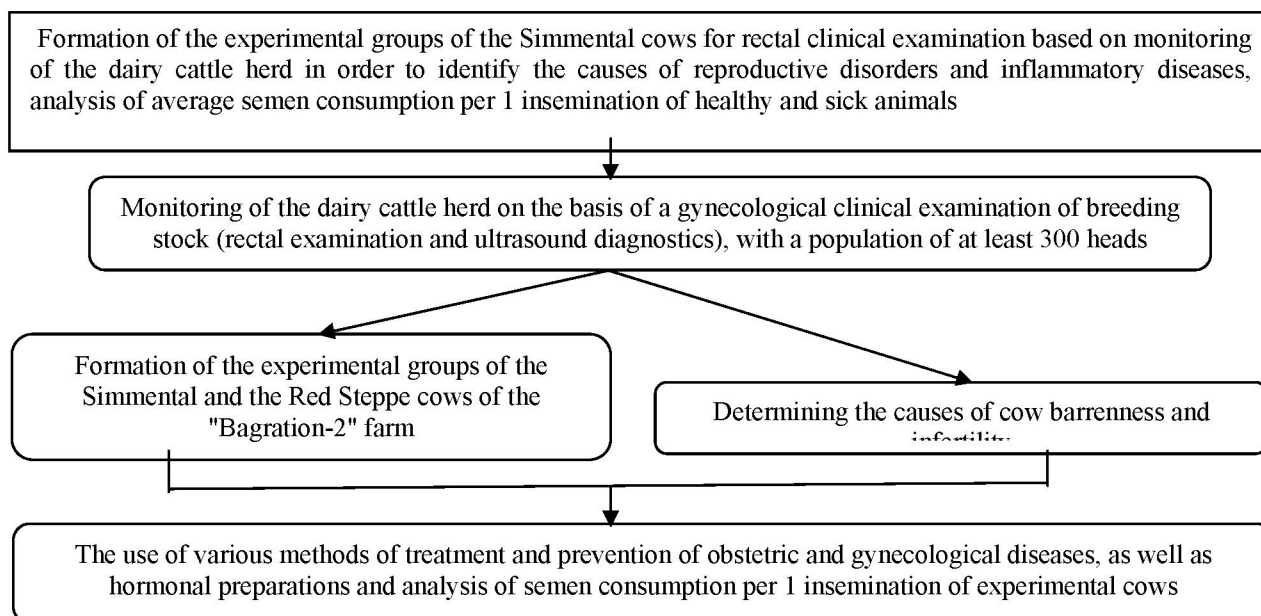 Formation of the experimental groups of the Simmental cows for rectal clinical examination based on monitoring
of the dairy cattle herd in order to identify the causes of reproductive disorders and inflammatory diseases,
analysis of average semen consumption per 1 insemination of healthy and sick animals
Monitoring of the dairy cattle herd on the basis of a gynecological clinical examination of breeding
stock (rectal examination and ultrasound diagnostics), with a population of at least 300 heads
Formation of the experimental groups of the
Simmental and the Red Steppe cows of the
"Bagration-2" farm
Determining the causes of cow barrenness and
infertility
The use of various methods of treatment and prevention of obstetric and gynecological diseases, as well as
hormonal preparations and analysis of semen consumption per 1 insemination of experimental cows